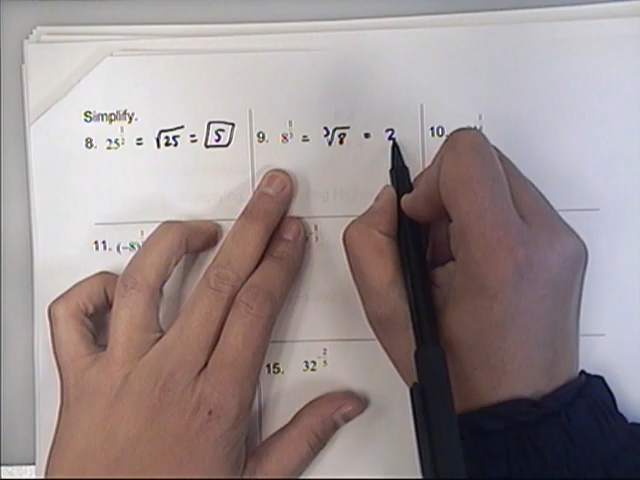 Simplify.
8. 25^{1/2} = √25 = 5 9. 8^{1/3} = ³√8 = 2 10.
11. (-8)
15. 32^{-2/5}